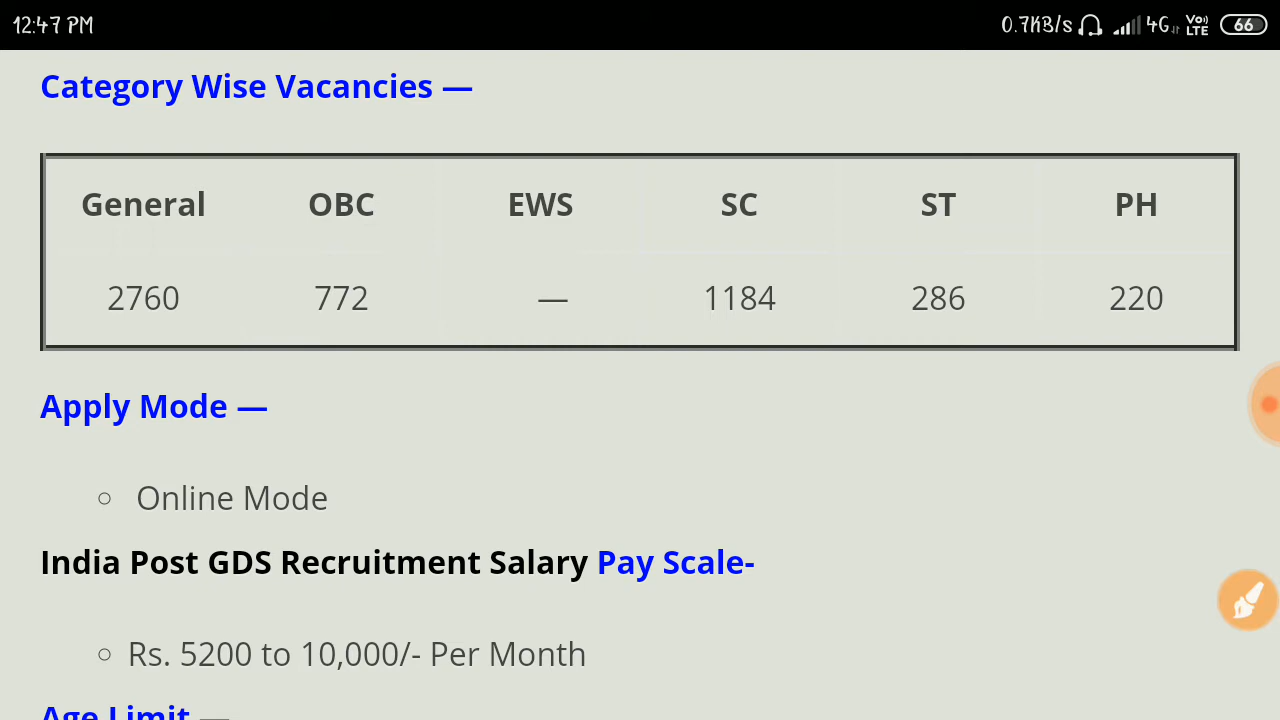 12:47 PM 0.7KB/s 4G Vo) LTE 66
Category Wise Vacancies —
General OBC EWS SC ST PH
2760 772 — 1184 286 220
Apply Mode —
Online Mode
India Post GDS Recruitment Salary Pay Scale-
Rs. 5200 to 10,000/- Per Month
Age Limit —